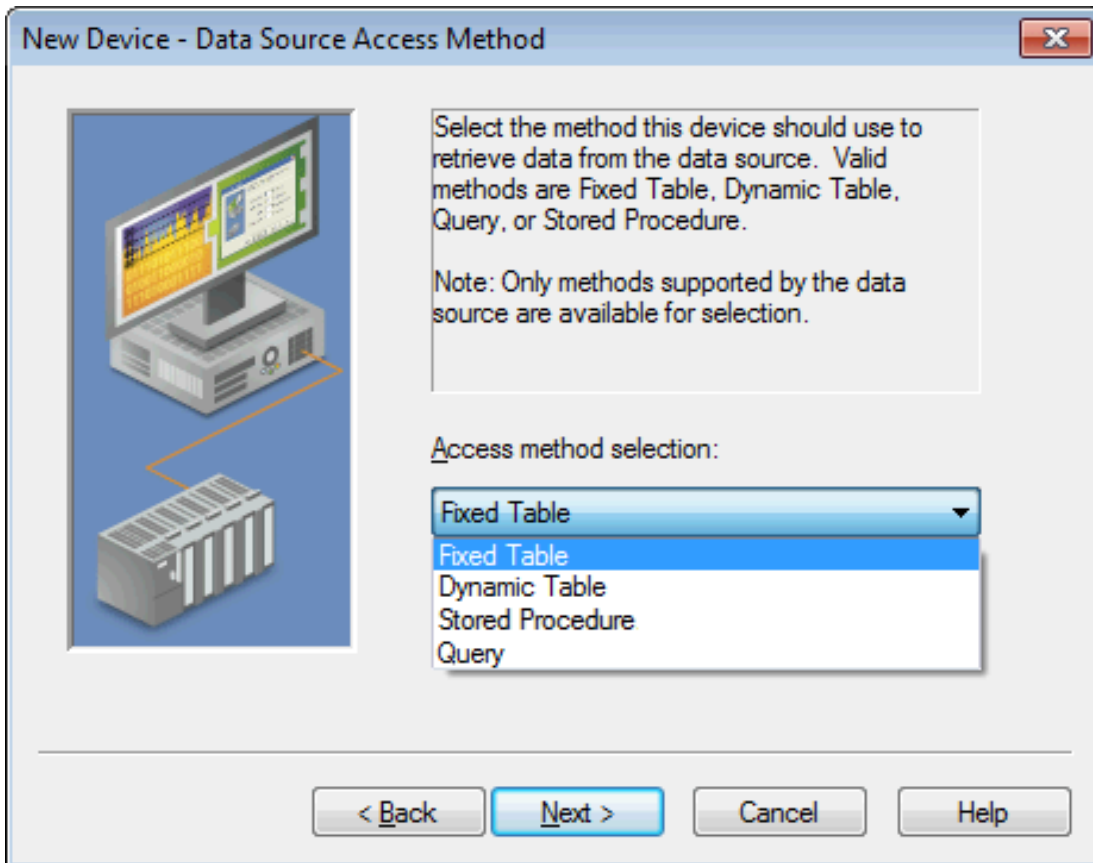 New Device - Data Source Access Method
Select the method this device should use to
retrieve data from the data source.  Valid
methods are Fixed Table, Dynamic Table,
Query, or Stored Procedure.
Note: Only methods supported by the data
source are available for selection.
Access method selection:
Fixed Table
Fixed Table
Dynamic Table
Stored Procedure
Query
< Back
Next >
Cancel
Help